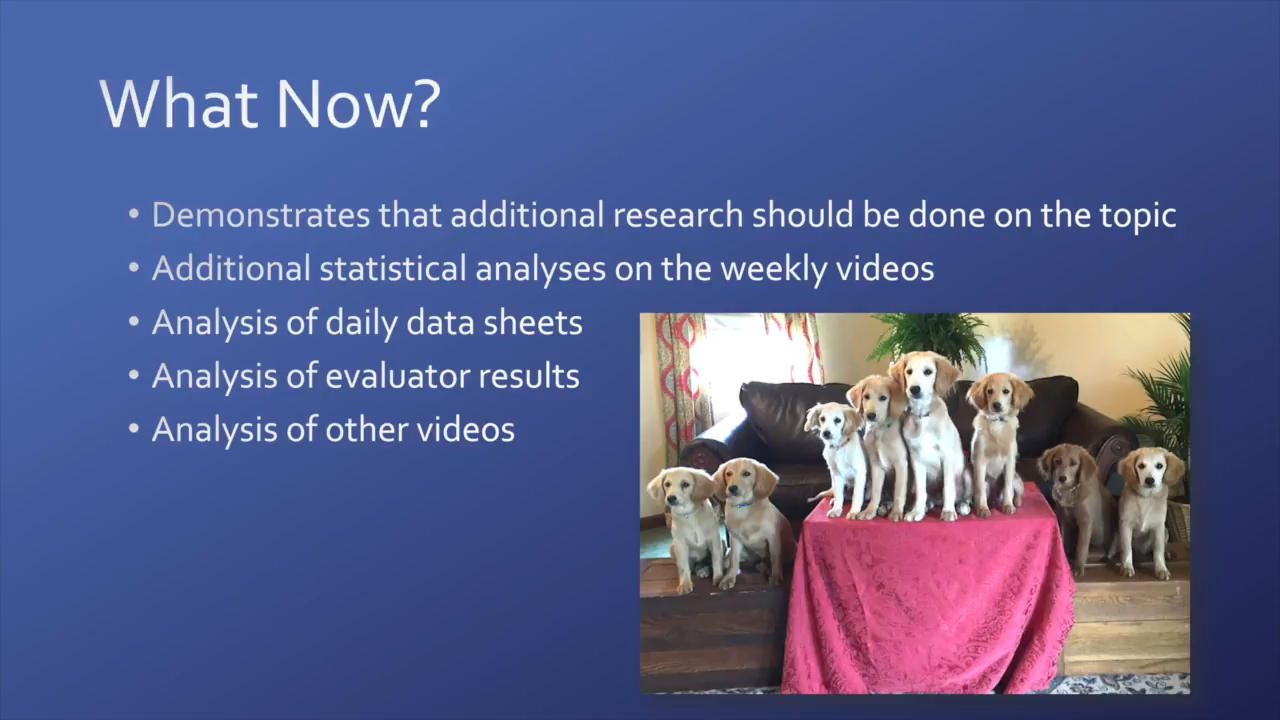 What Now?
• Demonstrates that additional research should be done on the topic
• Additional statistical analyses on the weekly videos
• Analysis of daily data sheets
• Analysis of evaluator results
• Analysis of other videos